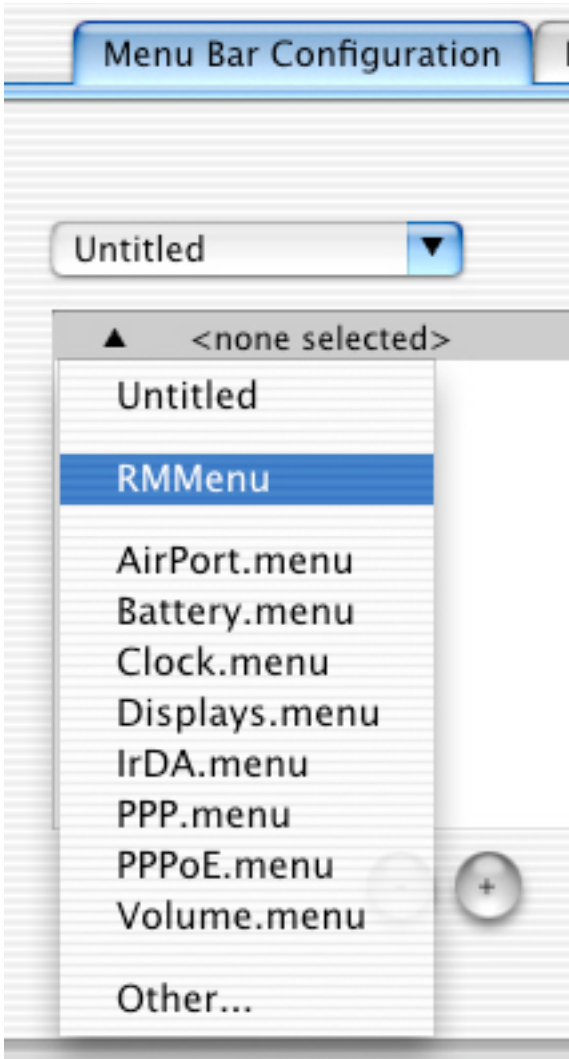 Menu Bar Configuration
Untitled
▲ <none selected>
Untitled
RMMenu
AirPort.menu
Battery.menu
Clock.menu
Displays.menu
IrDA.menu
PPP.menu
PPPoE.menu
Volume.menu
Other...